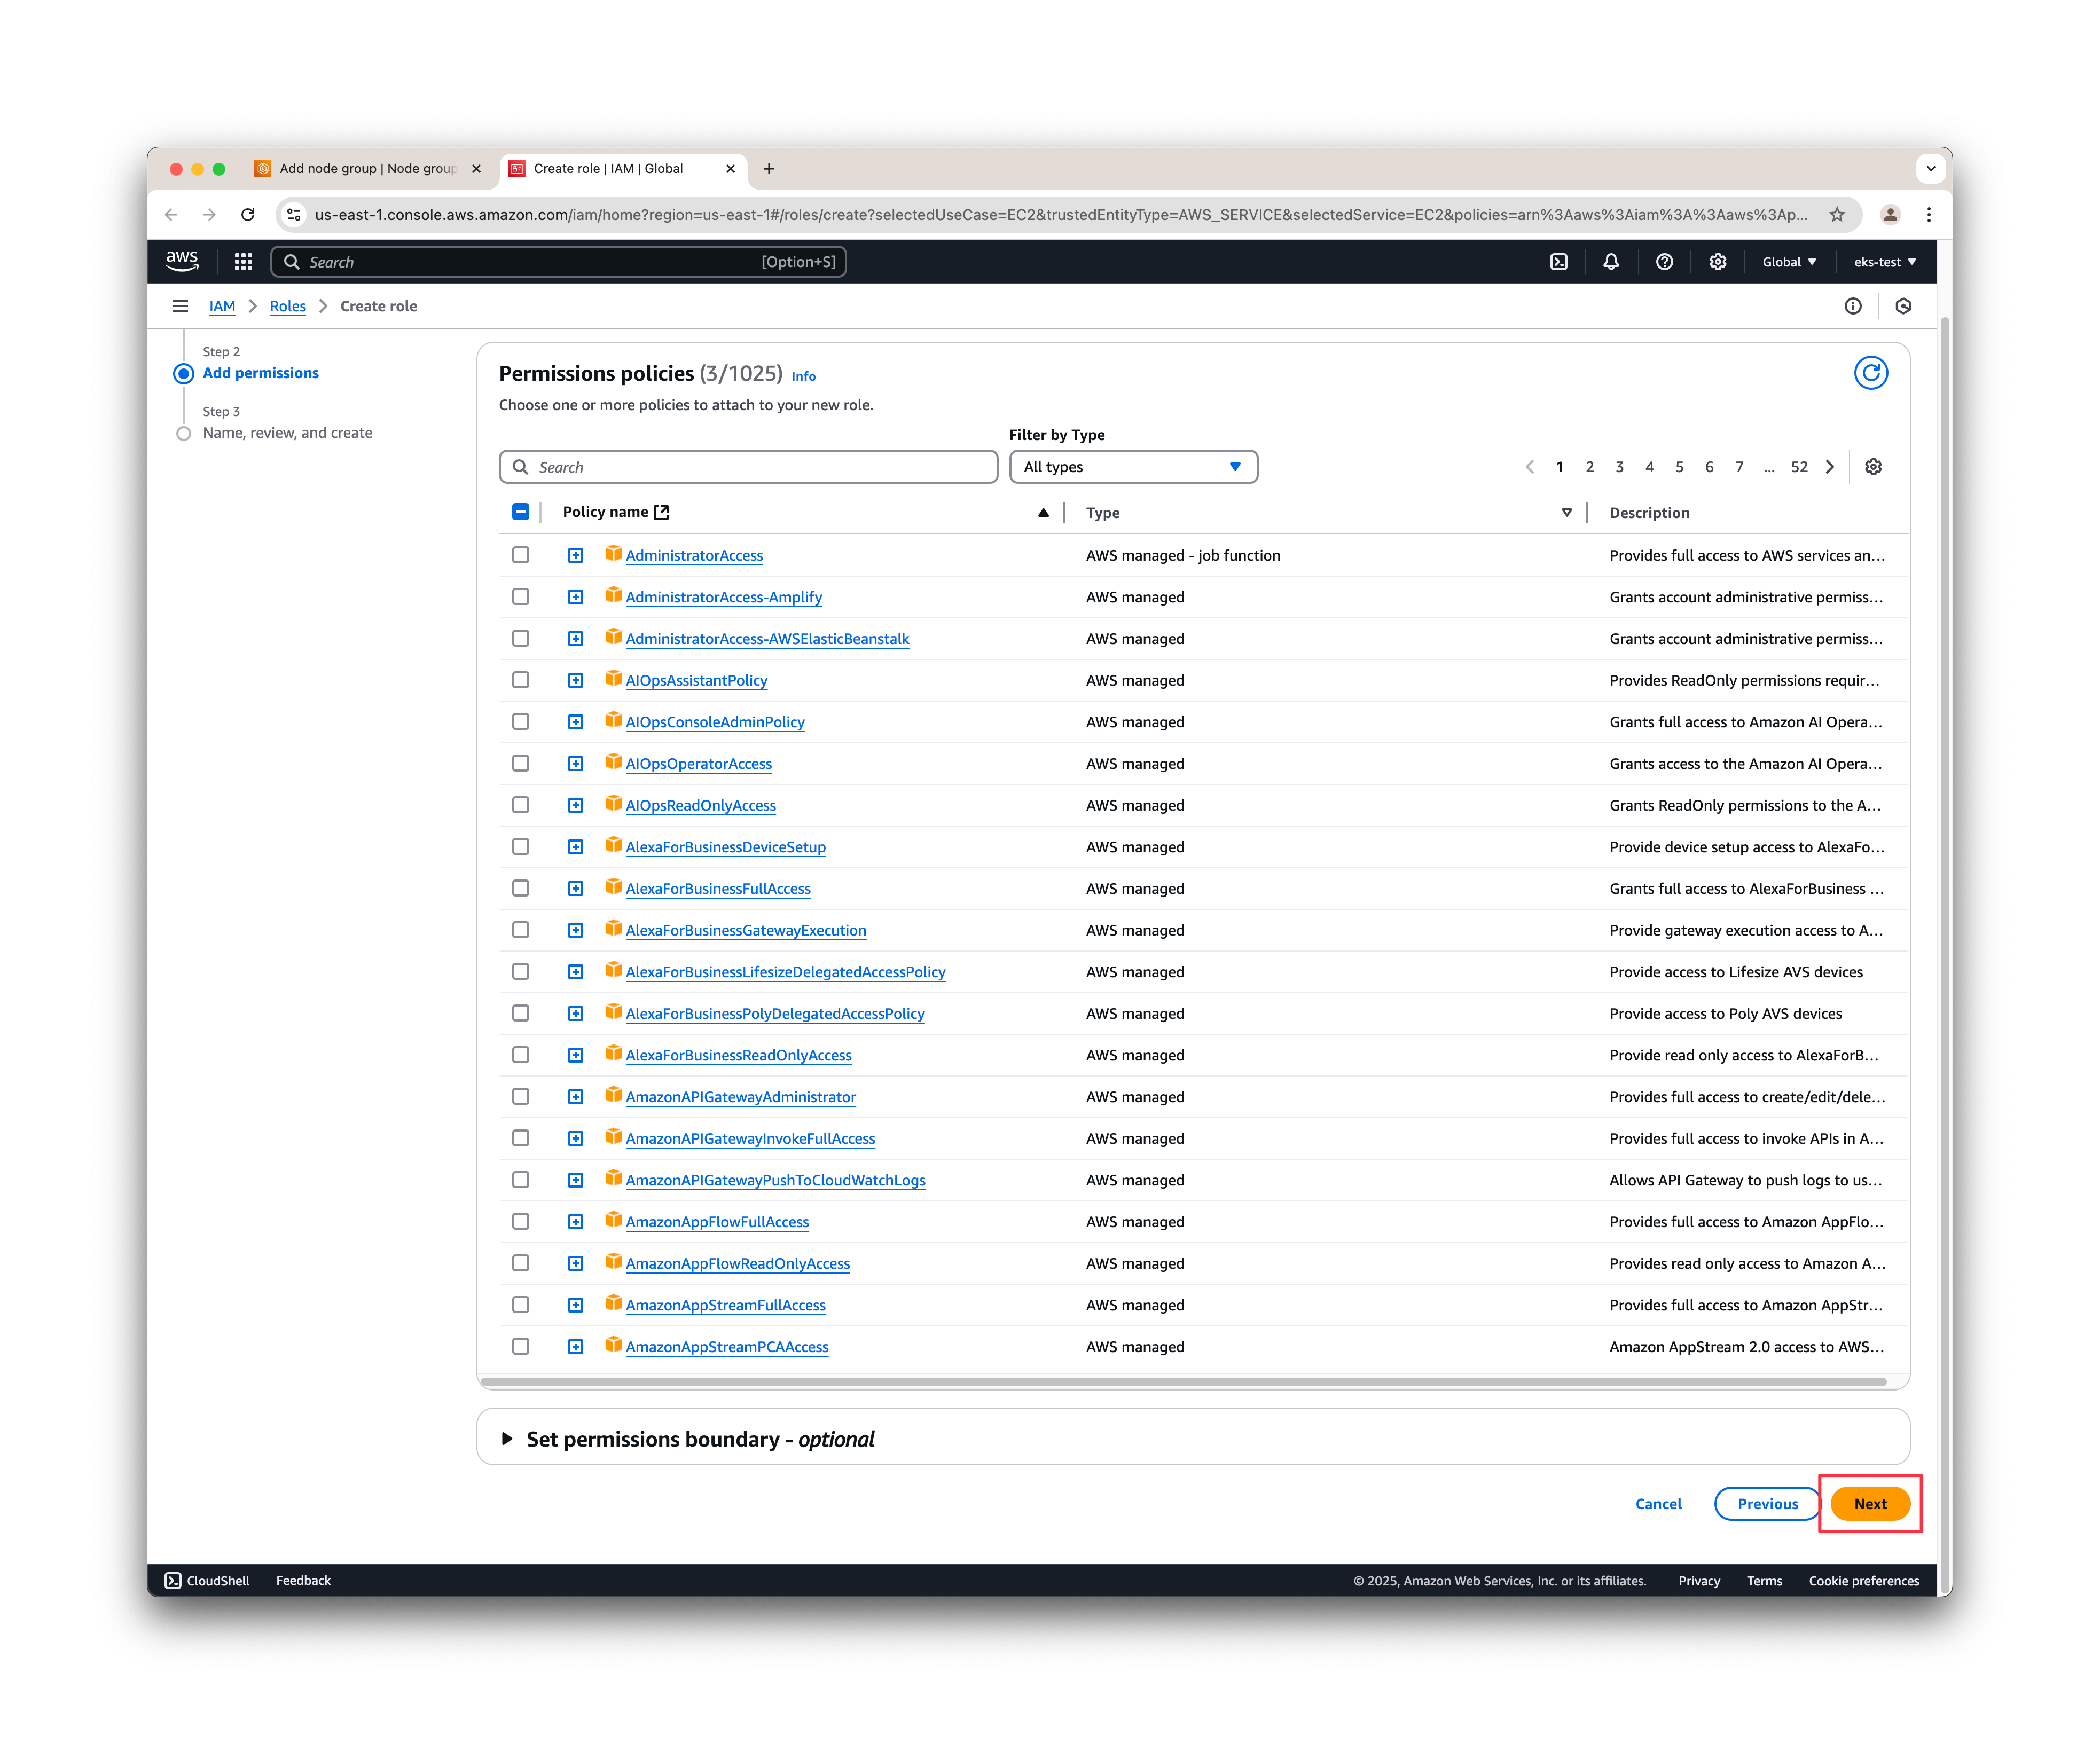 Add node group | Node group
Create role | IAM | Global
us-east-1.console.aws.amazon.com/iam/home?region=us-east-1#/roles/create?selectedUseCase=EC2&trustedEntityType=AWS_SERVICE&selectedService=EC2&policies=arn%3Aaws%3Aiam%3A%3Aaws%3Ap...
aws
Search
[Option+S]
Global
eks-test
IAM
Roles
Create role
Step 2
Add permissions
Step 3
Name, review, and create
Permissions policies (3/1025) Info
Choose one or more policies to attach to your new role.
Filter by Type
Search
All types
1 2 3 4 5 6 7 ... 52
Policy name Type Description
AdministratorAccess AWS managed - job function Provides full access to AWS services an...
AdministratorAccess-Amplify AWS managed Grants account administrative permiss...
AdministratorAccess-AWSElasticBeanstalk AWS managed Grants account administrative permiss...
AIOpsAssistantPolicy AWS managed Provides ReadOnly permissions requir...
AIOpsConsoleAdminPolicy AWS managed Grants full access to Amazon AI Opera...
AIOpsOperatorAccess AWS managed Grants access to the Amazon AI Opera...
AIOpsReadOnlyAccess AWS managed Grants ReadOnly permissions to the A...
AlexaForBusinessDeviceSetup AWS managed Provide device setup access to AlexaFo...
AlexaForBusinessFullAccess AWS managed Grants full access to AlexaForBusiness ...
AlexaForBusinessGatewayExecution AWS managed Provide gateway execution access to A...
AlexaForBusinessLifesizeDelegatedAccessPolicy AWS managed Provide access to Lifesize AVS devices
AlexaForBusinessPolyDelegatedAccessPolicy AWS managed Provide access to Poly AVS devices
AlexaForBusinessReadOnlyAccess AWS managed Provide read only access to AlexaForB...
AmazonAPIGatewayAdministrator AWS managed Provides full access to create/edit/dele...
AmazonAPIGatewayInvokeFullAccess AWS managed Provides full access to invoke APIs in A...
AmazonAPIGatewayPushToCloudWatchLogs AWS managed Allows API Gateway to push logs to us...
AmazonAppFlowFullAccess AWS managed Provides full access to Amazon AppFlo...
AmazonAppFlowReadOnlyAccess AWS managed Provides read only access to Amazon A...
AmazonAppStreamFullAccess AWS managed Provides full access to Amazon AppStr...
AmazonAppStreamPCAAccess AWS managed Amazon AppStream 2.0 access to AWS...
Set permissions boundary - optional
Cancel
Previous
Next
CloudShell
Feedback
© 2025, Amazon Web Services, Inc. or its affiliates.
Privacy
Terms
Cookie preferences